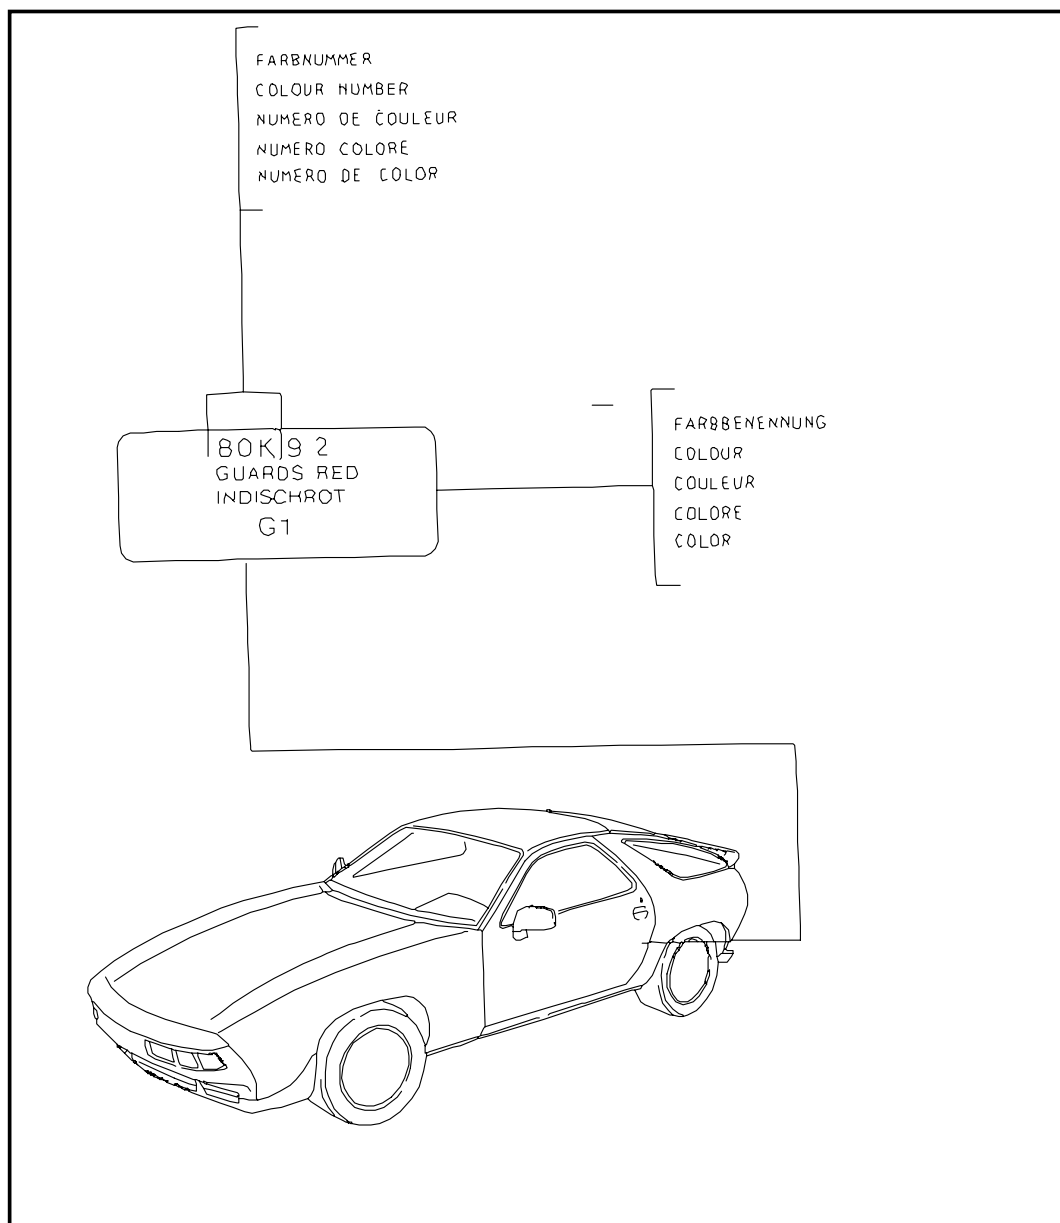 FARBNUMMER
COLOUR NUMBER
NUMERO DE COULEUR
NUMERO COLORE
NUMERO DE COLOR
FARBBENENNUNG
COLOUR
COULEUR
COLORE
COLOR
80K 9 2
GUARDS RED
INDISCHROT
G1